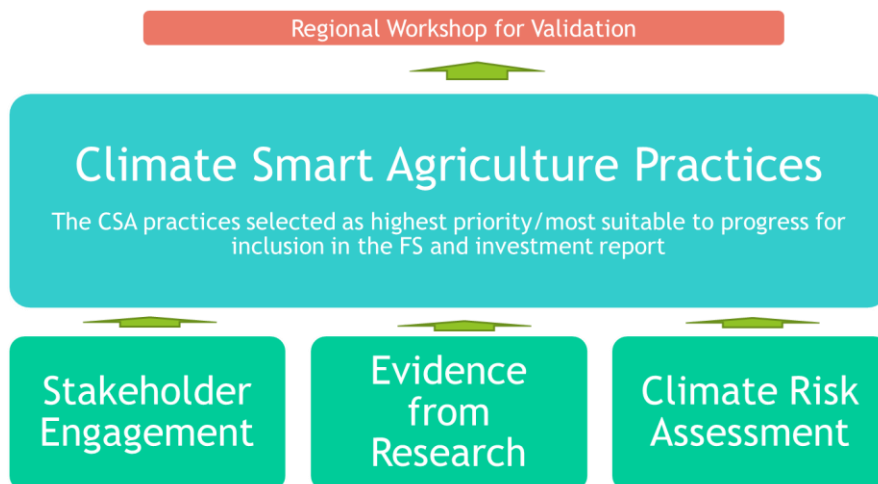 Regional Workshop for Validation
Climate Smart Agriculture Practices
The CSA practices selected as highest priority/most suitable to progress for
inclusion in the FS and investment report
Stakeholder
Engagement
Evidence
from
Research
Climate Risk
Assessment